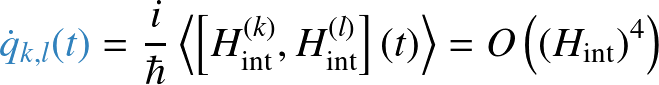 q̇ₖ,ₗ(t) = i/ħ ⟨[H_int^(k), H_int^(l)](t)⟩ = O((H_int)⁴)